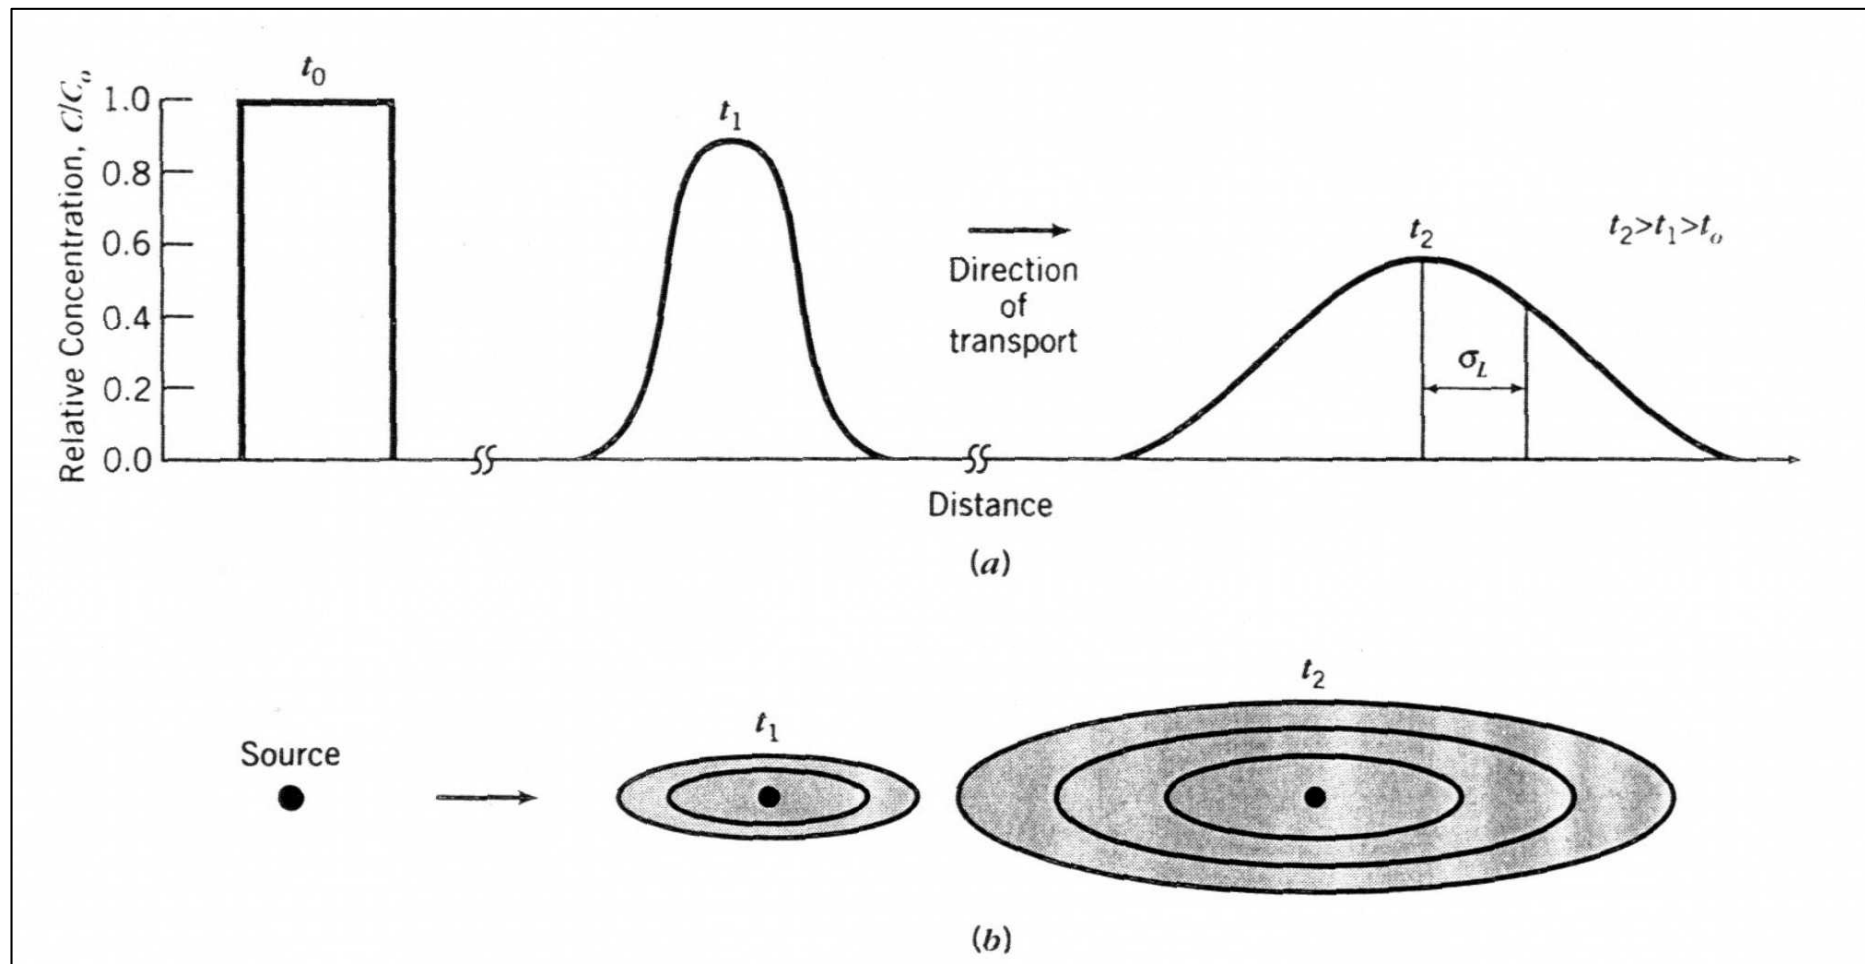 t₀
Relative Concentration, C/Cₒ
1.0
0.8
0.6
0.4
0.2
0.0
t₁
Direction
of
transport
t₂
t₂>t₁>tₒ
σ_L
Distance
(a)
Source
t₁
t₂
(b)